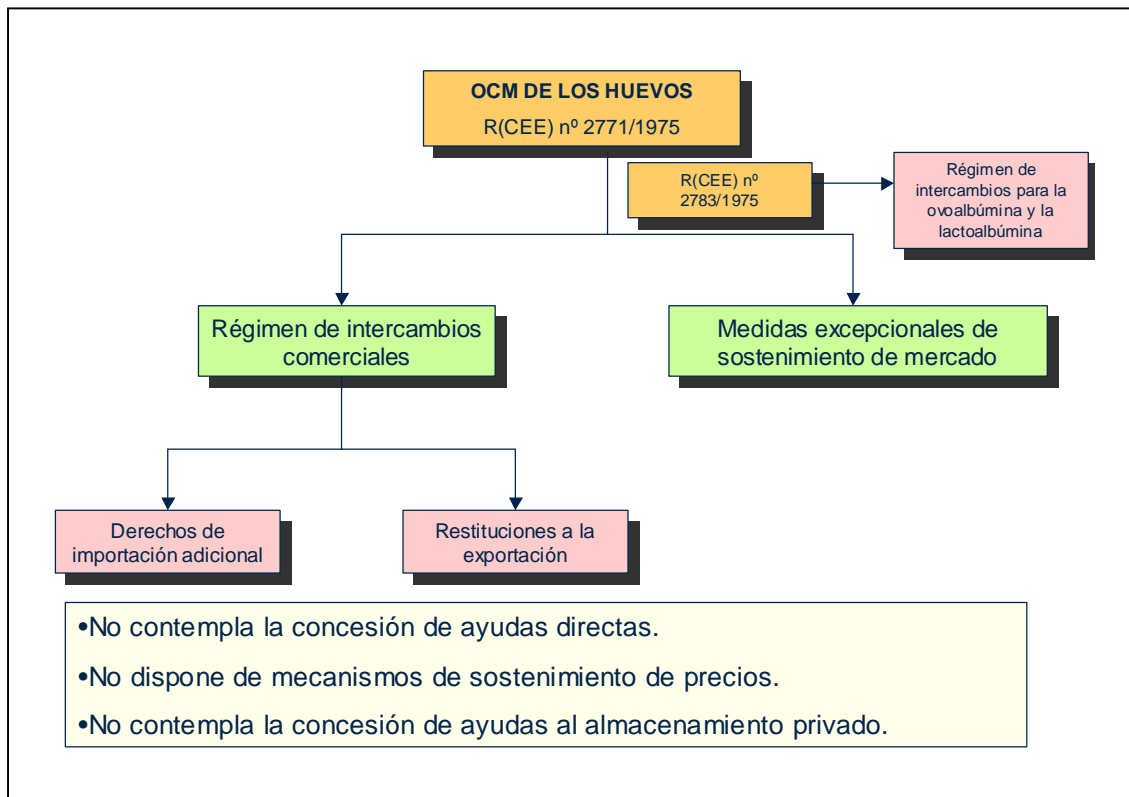 OCM DE LOS HUEVOS
R(CEE) nº 2771/1975
R(CEE) nº
2783/1975
Régimen de
intercambios para la
ovoalbúmina y la
lactoalbúmina
Régimen de intercambios
comerciales
Medidas excepcionales de
sostenimiento de mercado
Derechos de
importación adicional
Restituciones a la
exportación
•No contempla la concesión de ayudas directas.
•No dispone de mecanismos de sostenimiento de precios.
•No contempla la concesión de ayudas al almacenamiento privado.